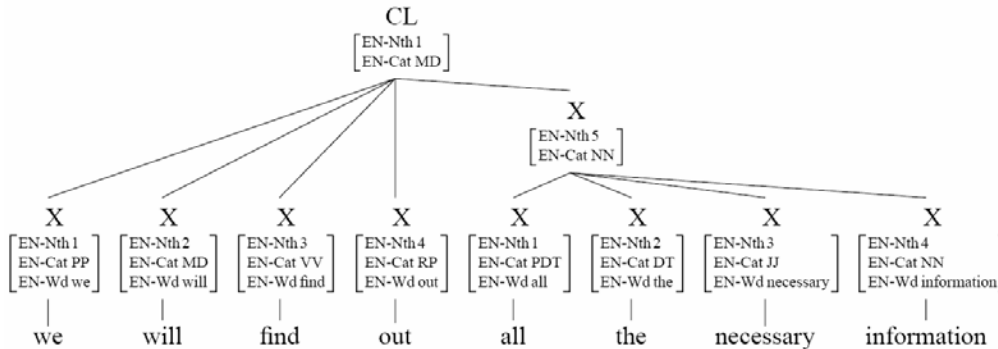 CL
EN-Nth 1
EN-Cat MD
X
EN-Nth 5
EN-Cat NN
X X X X X X X X
EN-Nth 1 EN-Nth 2 EN-Nth 3 EN-Nth 4 EN-Nth 1 EN-Nth 2 EN-Nth 3 EN-Nth 4
EN-Cat PP EN-Cat MD EN-Cat VV EN-Cat RP EN-Cat PDT EN-Cat DT EN-Cat JJ EN-Cat NN
EN-Wd we EN-Wd will EN-Wd find EN-Wd out EN-Wd all EN-Wd the EN-Wd necessary EN-Wd information
we will find out all the necessary information